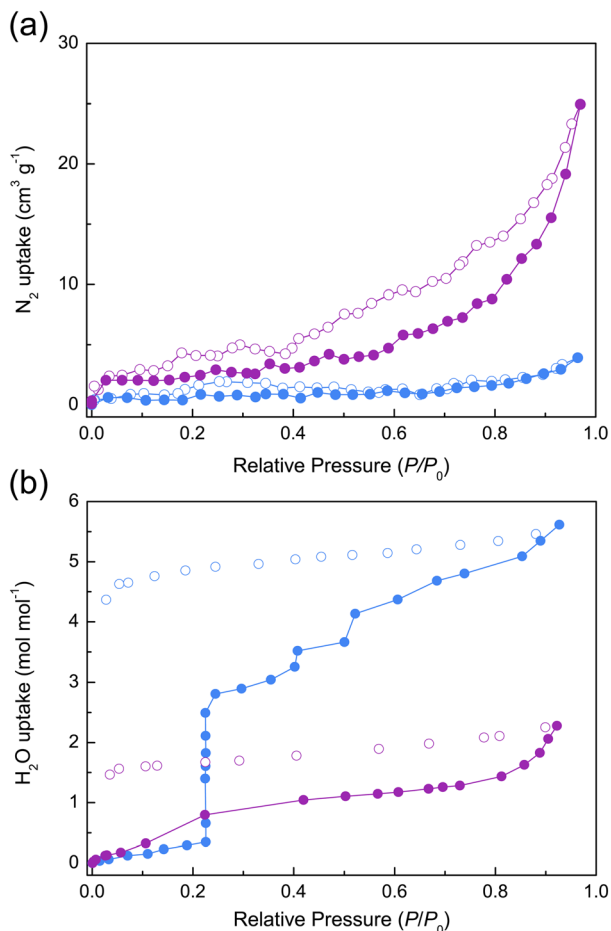 (a)
30
20
10
0
N₂ uptake (cm³ g⁻¹)
0.0 0.2 0.4 0.6 0.8 1.0
Relative Pressure (P/P₀)
(b)
6
5
4
3
2
1
0
H₂O uptake (mol mol⁻¹)
0.0 0.2 0.4 0.6 0.8 1.0
Relative Pressure (P/P₀)